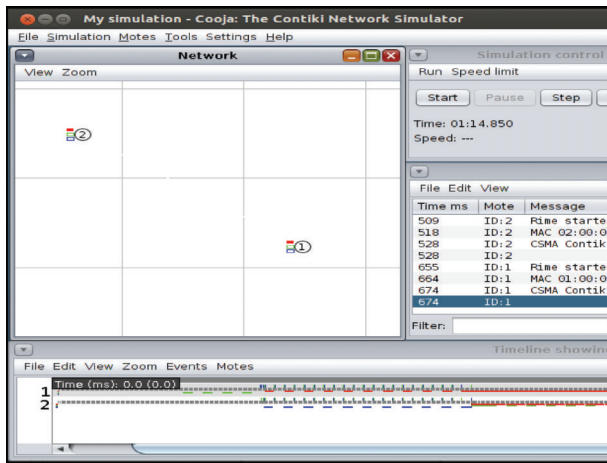 My simulation - Cooja: The Contiki Network Simulator
File Simulation Motes Tools Settings Help
Network
View Zoom
2
1
Simulation control
Run Speed limit
Start Pause Step
Time: 01:14.850
Speed: ---
File Edit View
Time ms Mote Message
509 ID:2 Rime starte
518 ID:2 MAC 02:00:0
528 ID:2 CSMA Contik
528 ID:2
655 ID:1 Rime starte
664 ID:1 MAC 01:00:0
674 ID:1 CSMA Contik
674 ID:1
Filter:
Timeline showin
File Edit View Zoom Events Motes
Time (ms): 0.0 (0.0)
1
2